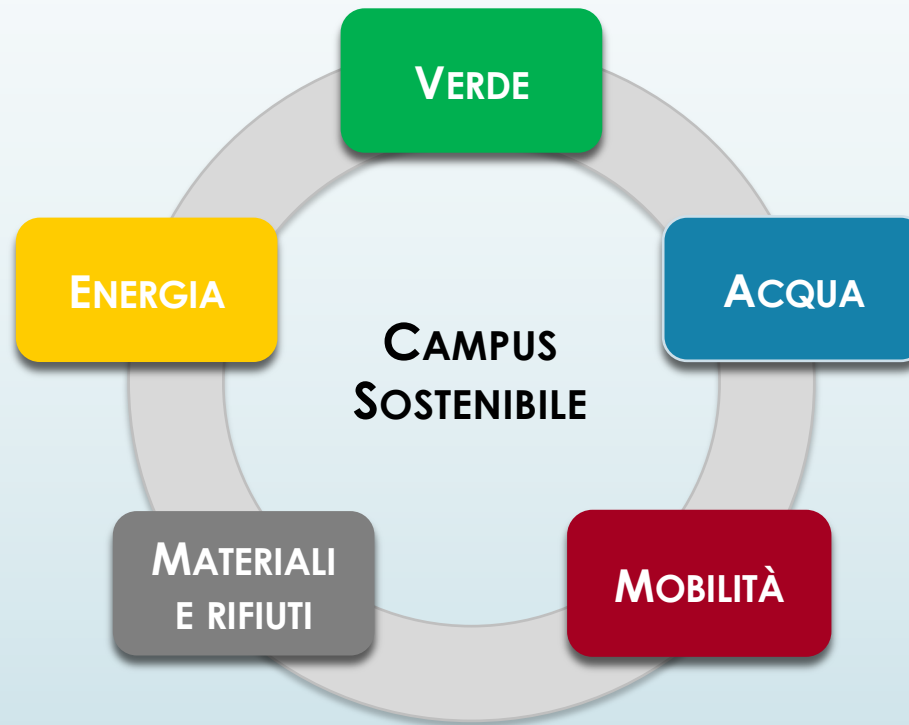 Verde
Energia
Acqua
Campus
Sostenibile
Materiali
e rifiuti
Mobilità